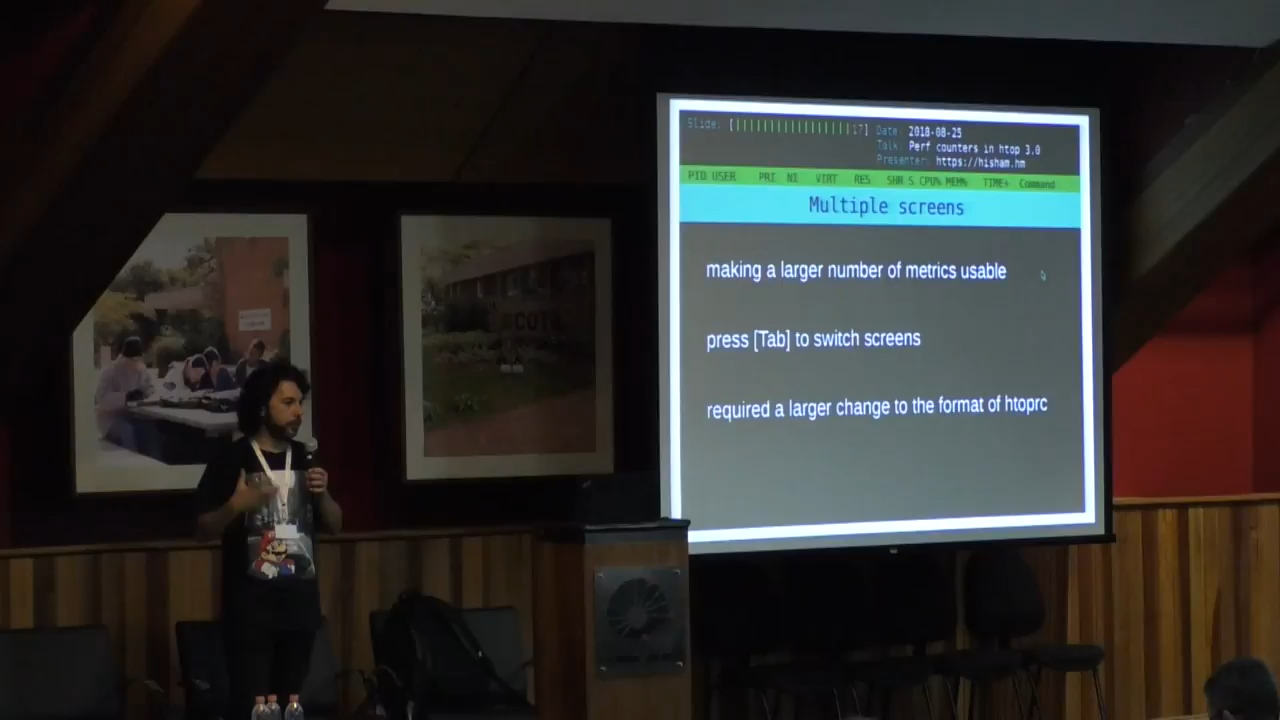 Slide: [||||||||||||||||||17]
Date: 2018-08-25
Talk: Perf counters in htop 3.0
Presenter: https://hisham.hm
PID USER PRI NI VIRT RES SHR S CPU% MEM% TIME+ Command
Multiple screens
making a larger number of metrics usable
press [Tab] to switch screens
required a larger change to the format of htoprc